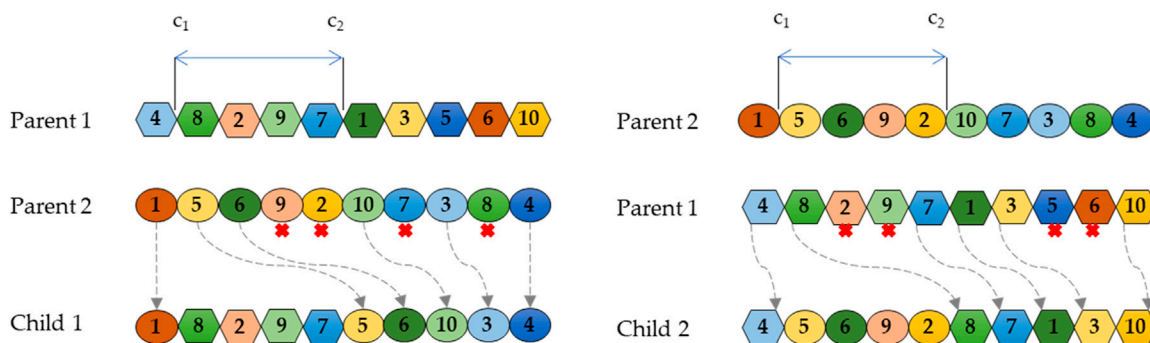 c1 c2
Parent 1 4 8 2 9 7 1 3 5 6 10
Parent 2 1 5 6 9 2 10 7 3 8 4
Child 1 1 8 2 9 7 5 6 10 3 4
c1 c2
Parent 2 1 5 6 9 2 10 7 3 8 4
Parent 1 4 8 2 9 7 1 3 5 6 10
Child 2 4 5 6 9 2 8 7 1 3 10